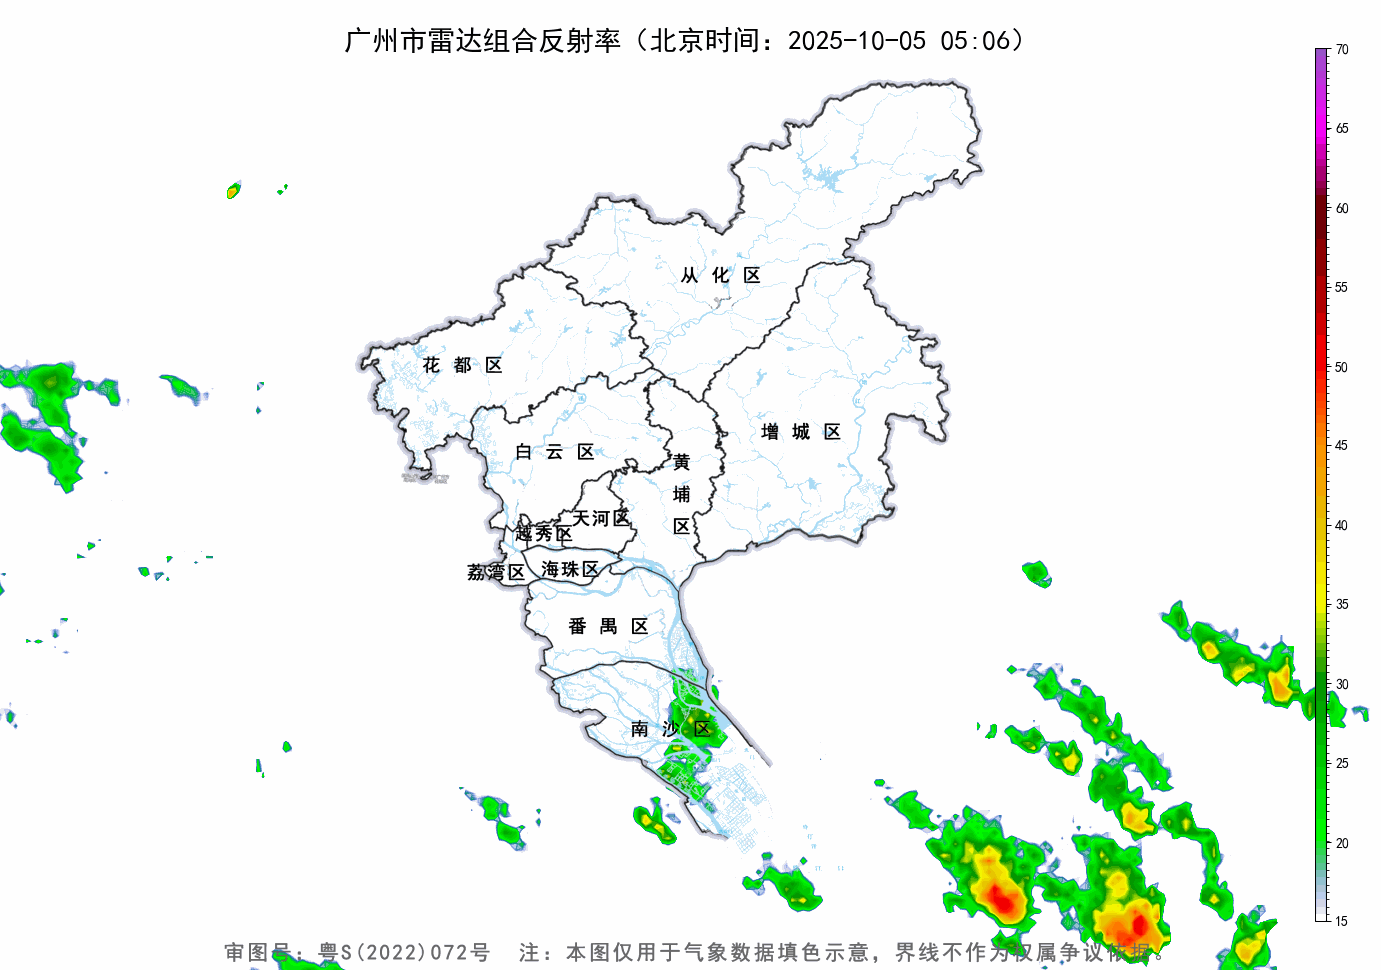 广州市雷达组合反射率（北京时间：2025-10-05 05:06）
70
65
60
55
50
45
40
35
30
25
20
15
从化区
花都区
增城区
白云区
黄埔区
天河区
越秀区
荔湾区
海珠区
番禺区
南沙区
审图号：粤S(2022)072号 注：本图仅用于气象数据填色示意，界线不作为权属争议依据。